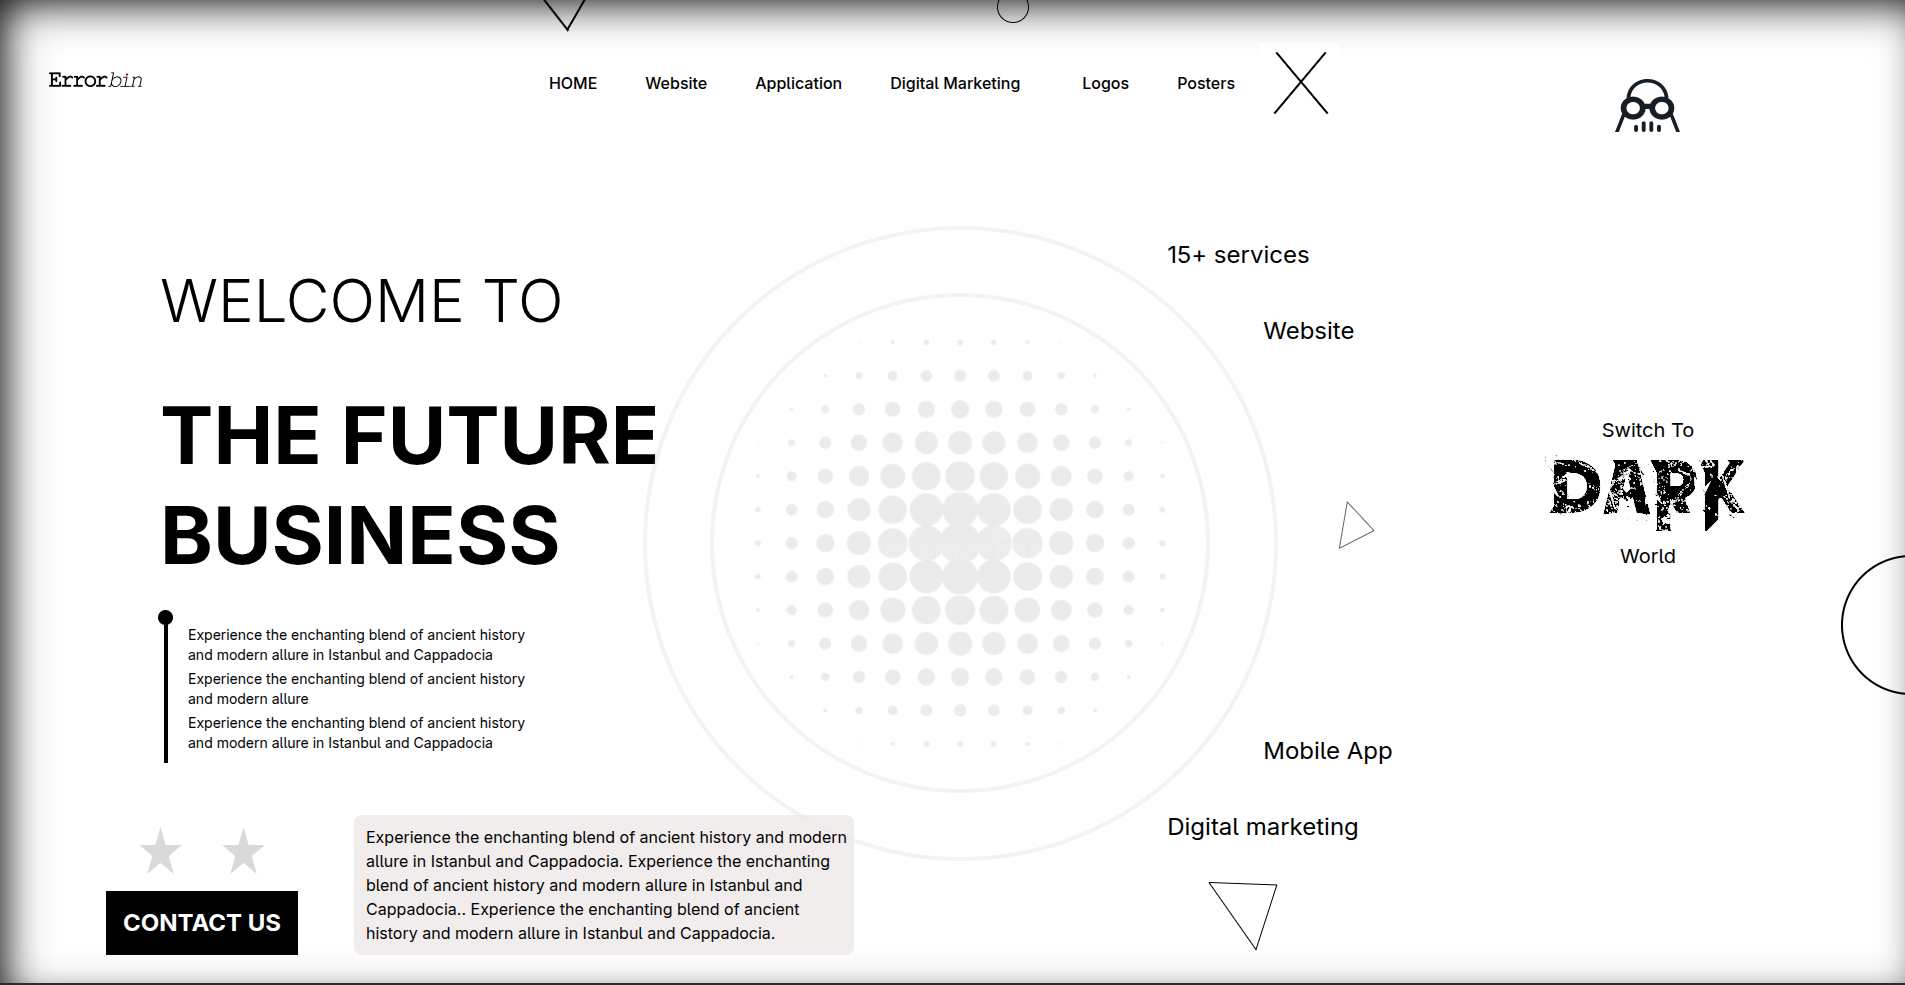 Errorbin
HOME Website Application Digital Marketing Logos Posters
WELCOME TO
THE FUTURE
BUSINESS
Experience the enchanting blend of ancient history
and modern allure in Istanbul and Cappadocia
Experience the enchanting blend of ancient history
and modern allure
Experience the enchanting blend of ancient history
and modern allure in Istanbul and Cappadocia
CONTACT US
Experience the enchanting blend of ancient history and modern
allure in Istanbul and Cappadocia. Experience the enchanting
blend of ancient history and modern allure in Istanbul and
Cappadocia.. Experience the enchanting blend of ancient
history and modern allure in Istanbul and Cappadocia.
15+ services
Website
Mobile App
Digital marketing
Switch To
DARK
World